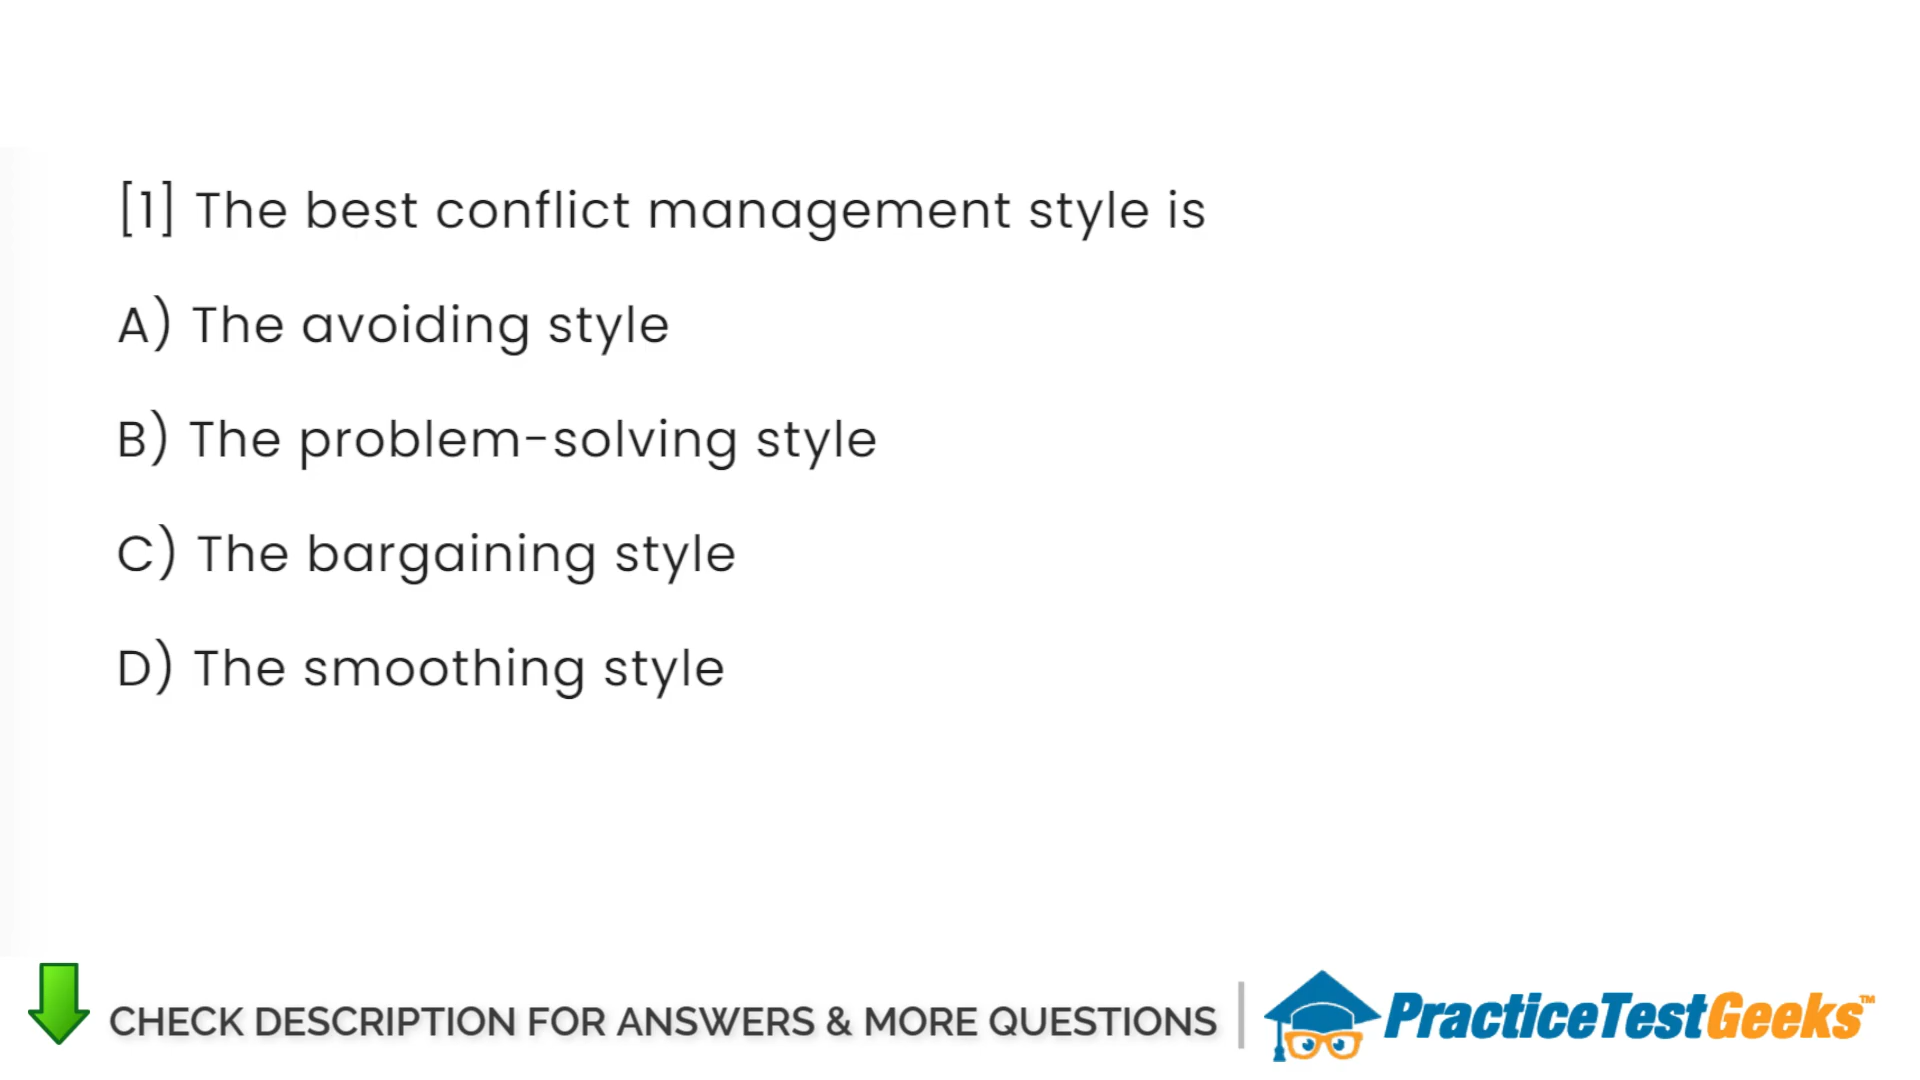 [1] The best conflict management style is
A) The avoiding style
B) The problem-solving style
C) The bargaining style
D) The smoothing style
CHECK DESCRIPTION FOR ANSWERS & MORE QUESTIONS
PracticeTestGeeks™